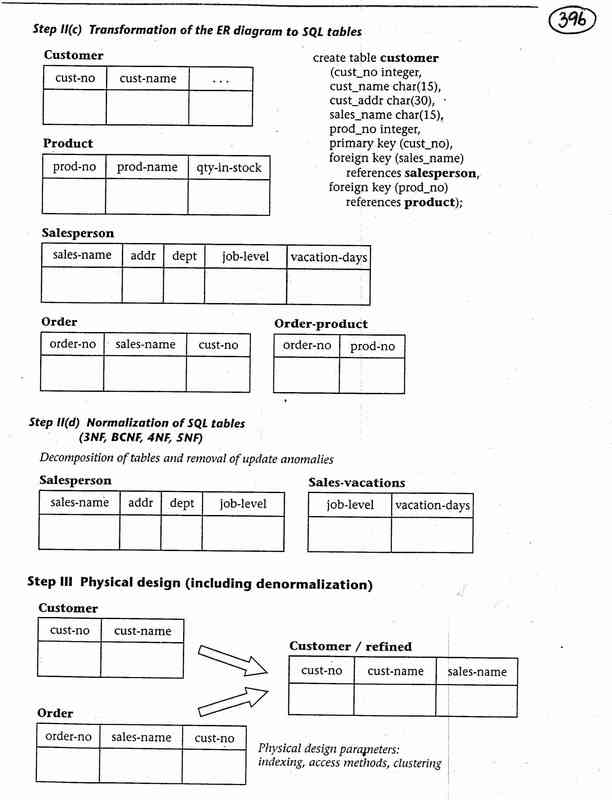 396
Step II(c) Transformation of the ER diagram to SQL tables
Customer
cust-no cust-name ...
create table customer
(cust_no integer,
cust_name char(15),
cust_addr char(30),
sales_name char(15),
prod_no integer,
primary key (cust_no),
foreign key (sales_name)
references salesperson,
foreign key (prod_no)
references product);
Product
prod-no prod-name qty-in-stock
Salesperson
sales-name addr dept job-level vacation-days
Order
order-no sales-name cust-no
Order-product
order-no prod-no
Step II(d) Normalization of SQL tables
(3NF, BCNF, 4NF, 5NF)
Decomposition of tables and removal of update anomalies
Salesperson
sales-name addr dept job-level
Sales-vacations
job-level vacation-days
Step III Physical design (including denormalization)
Customer
cust-no cust-name
Customer / refined
cust-no cust-name sales-name
Order
order-no sales-name cust-no
Physical design parameters:
indexing, access methods, clustering